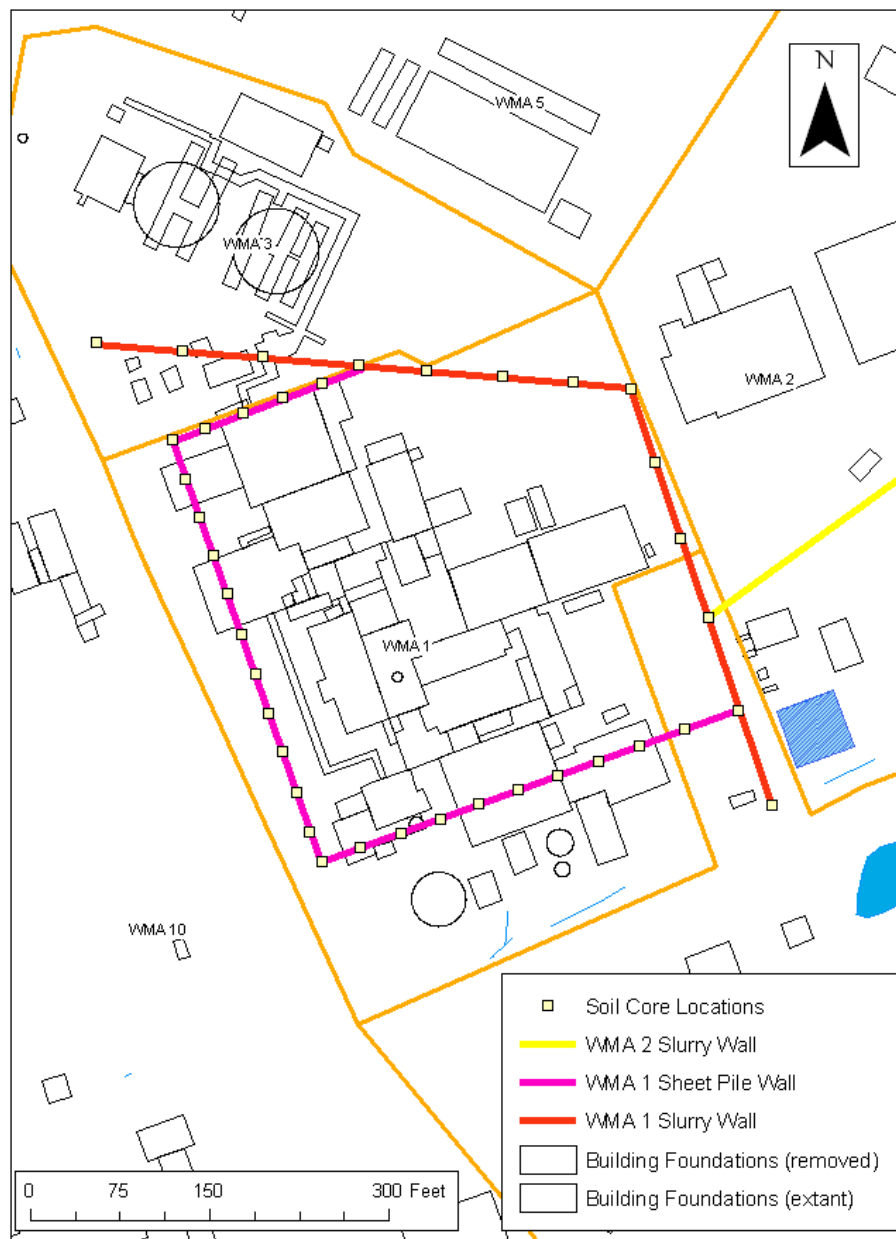 WMA 5
N
WMA 3
WMA 2
WMA 1
WMA 10
Soil Core Locations
WMA 2 Slurry Wall
WMA 1 Sheet Pile Wall
WMA 1 Slurry Wall
Building Foundations (removed)
Building Foundations (extant)
0 75 150 300 Feet